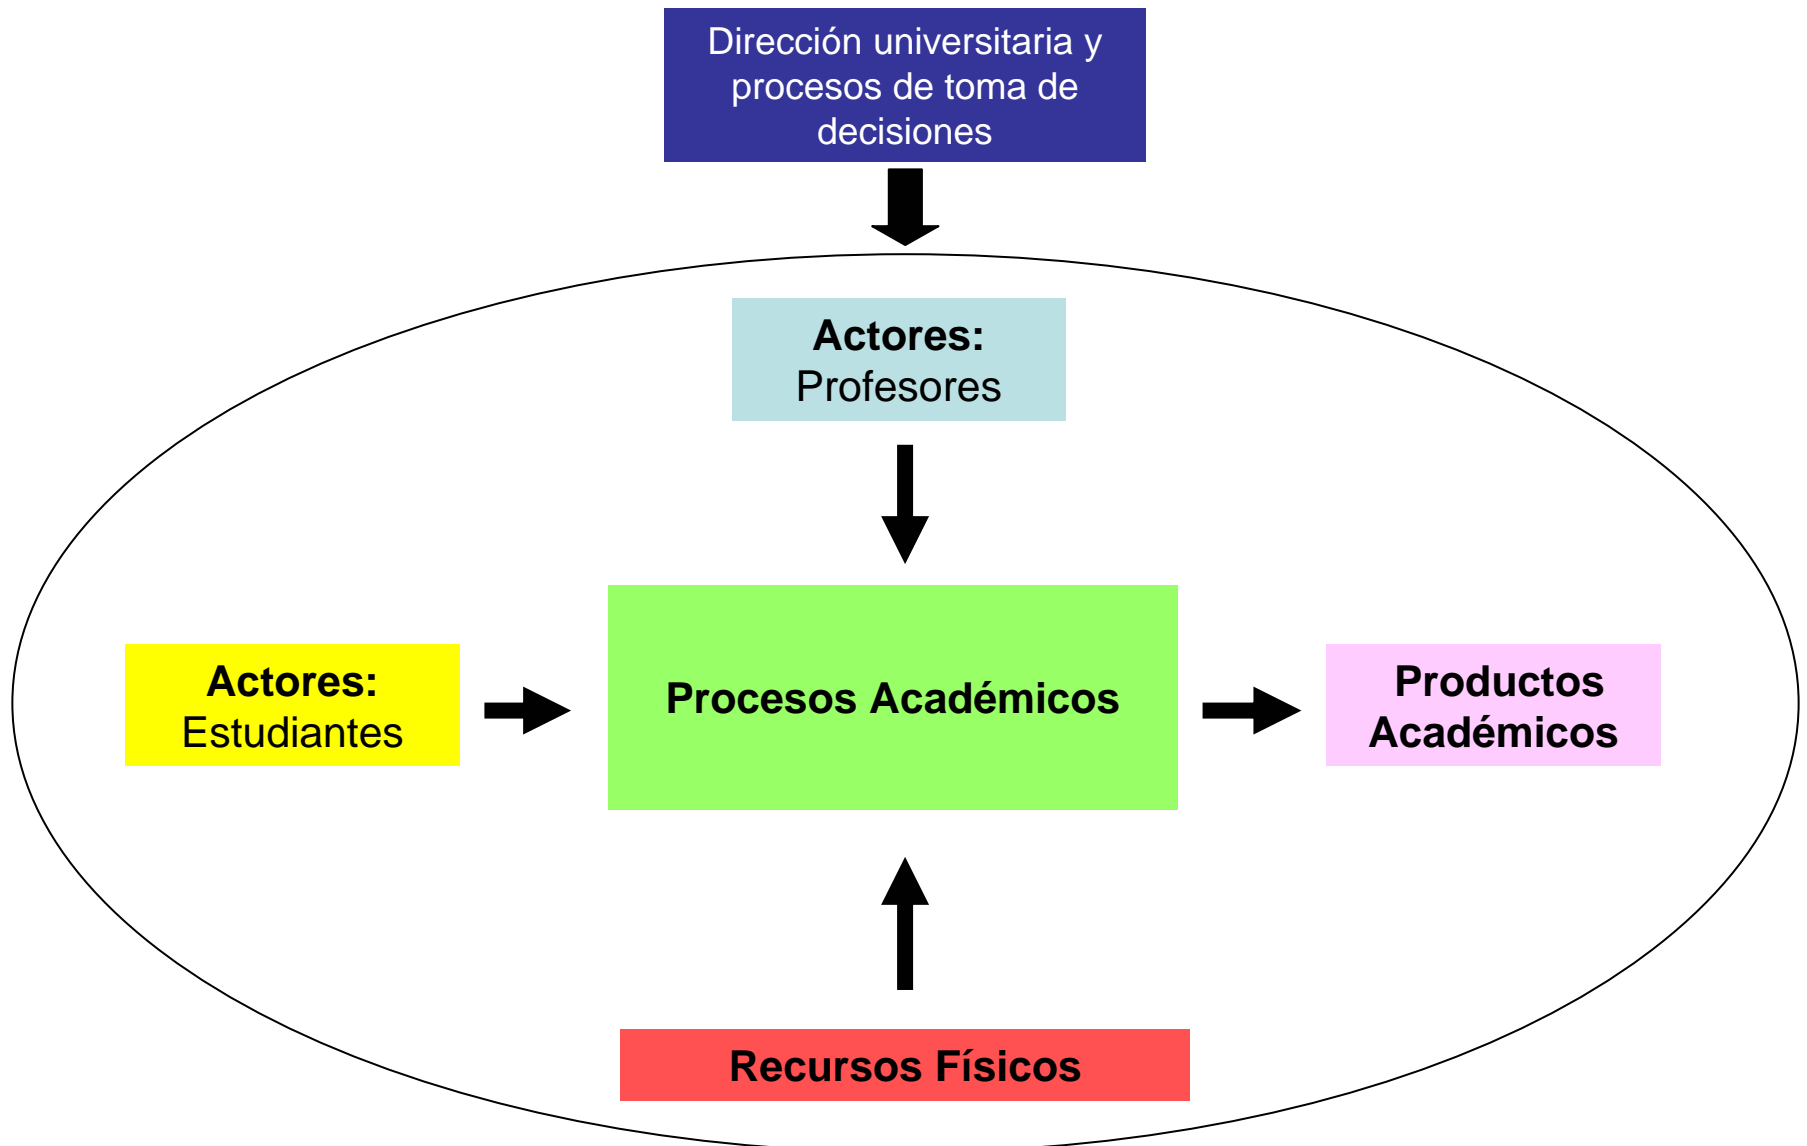 Dirección universitaria y
procesos de toma de
decisiones
Actores:
Profesores
Actores:
Estudiantes
Procesos Académicos
Productos
Académicos
Recursos Físicos